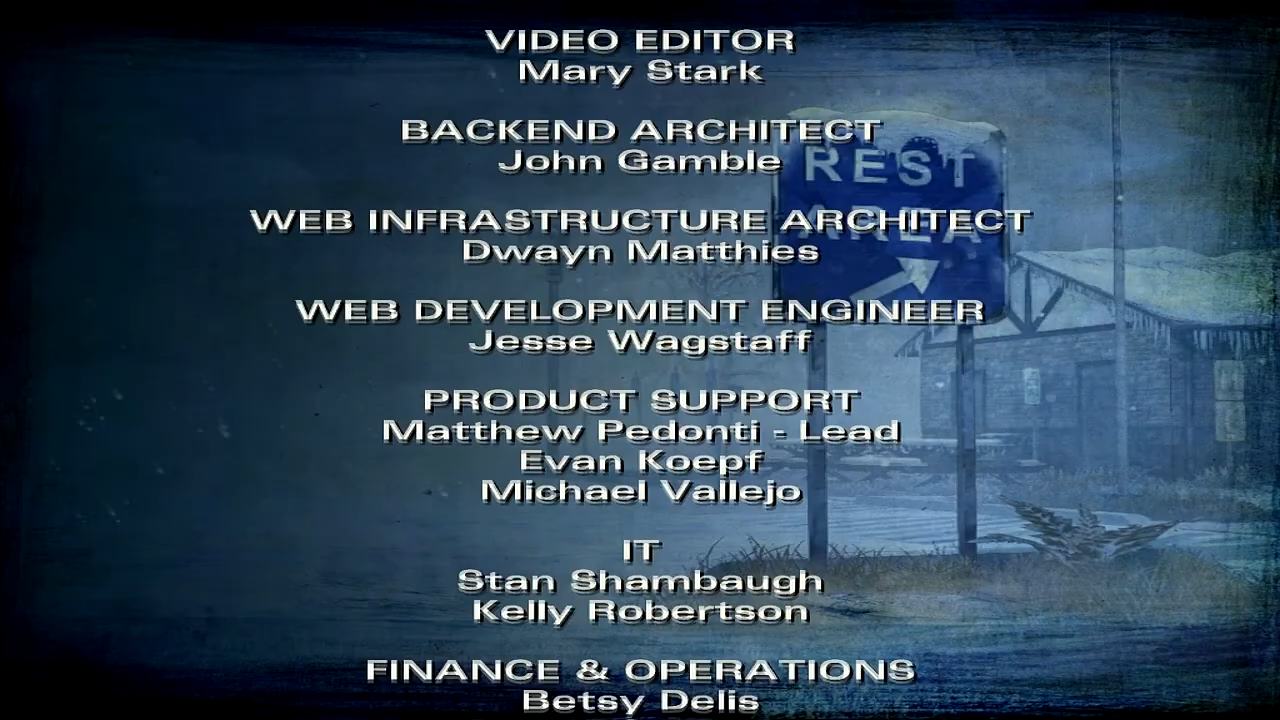 VIDEO EDITOR
Mary Stark
BACKEND ARCHITECT
John Gamble
REST
AREA
WEB INFRASTRUCTURE ARCHITECT
Dwayn Matthies
WEB DEVELOPMENT ENGINEER
Jesse Wagstaff
PRODUCT SUPPORT
Matthew Pedonti - Lead
Evan Koepf
Michael Vallejo
IT
Stan Shambaugh
Kelly Robertson
FINANCE & OPERATIONS
Betsy Delis